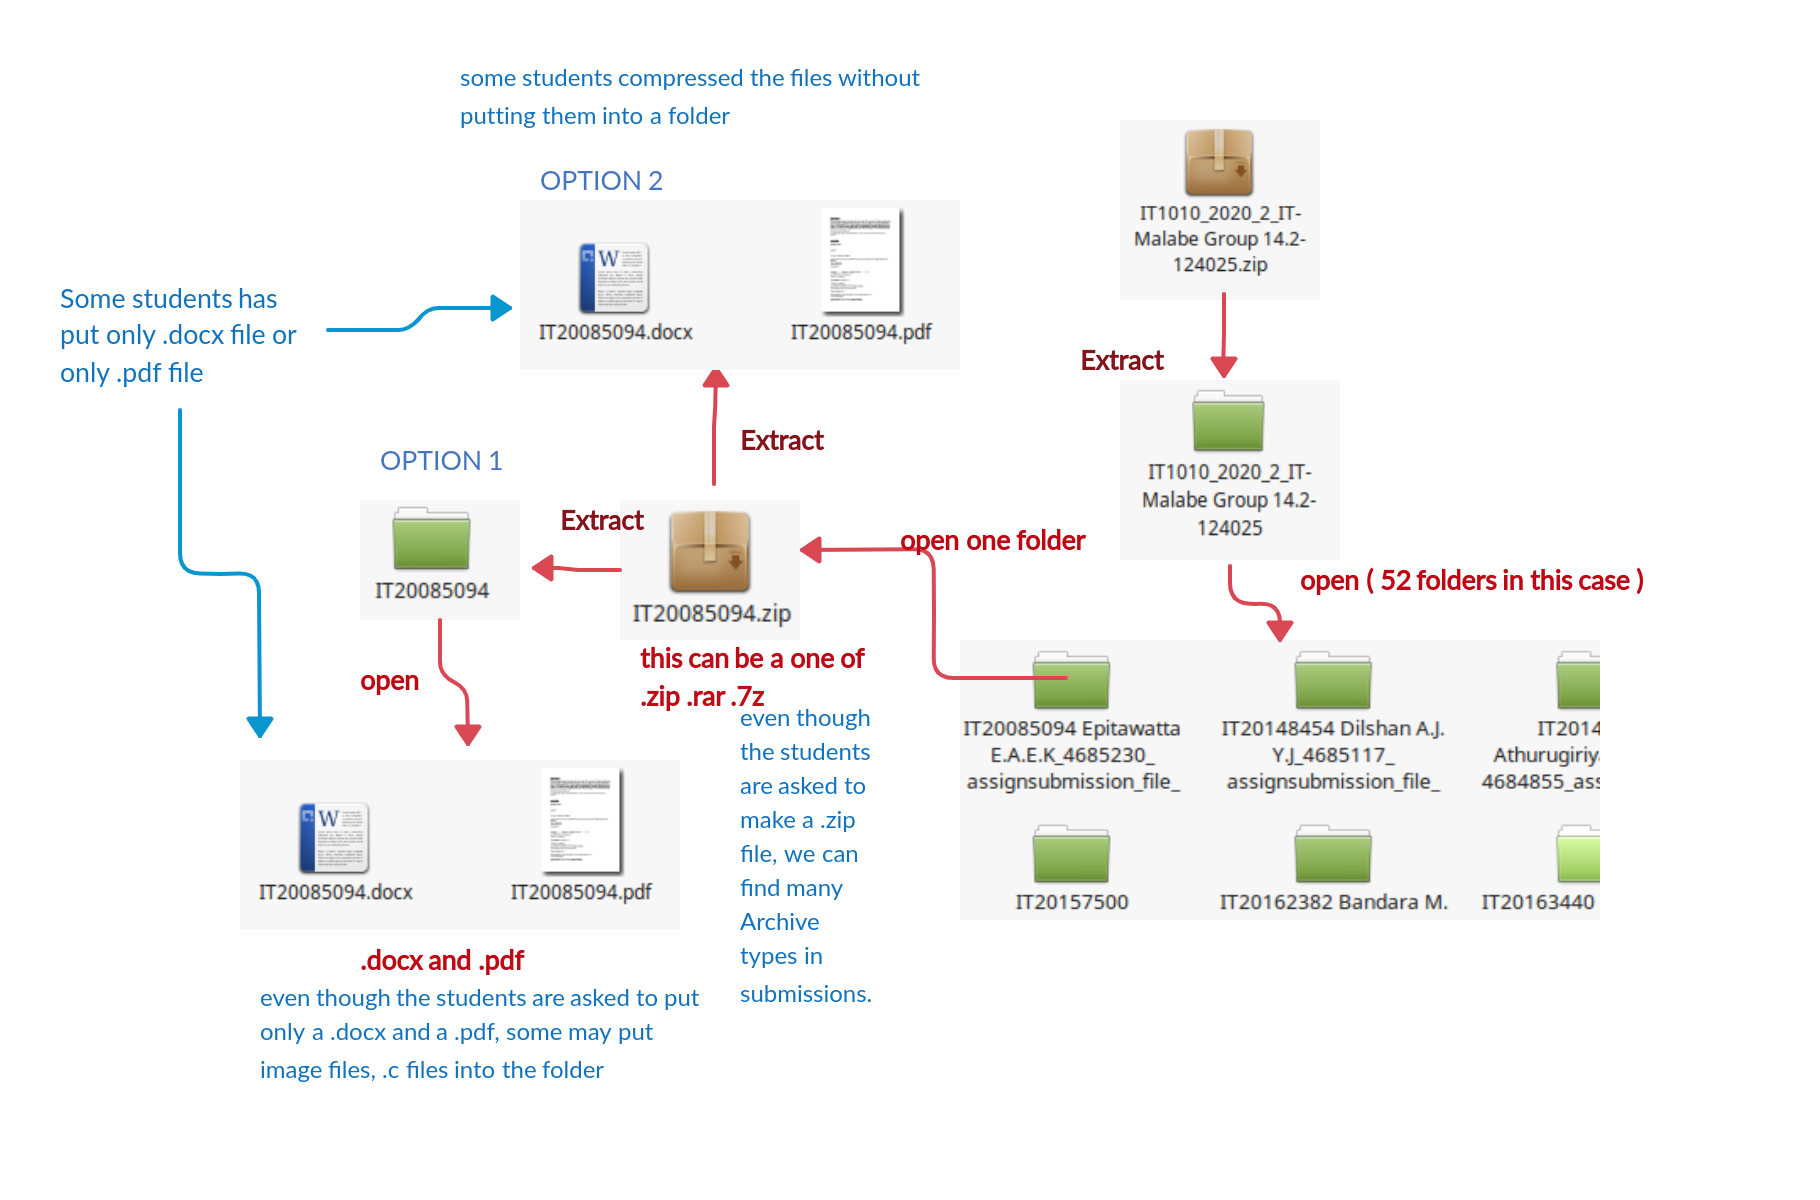 some students compressed the files without
putting them into a folder
OPTION 2
IT20085094.docx
IT20085094.pdf
Some students has
put only .docx file or
only .pdf file
IT1010_2020_2_IT-
Malabe Group 14.2-
124025.zip
Extract
IT1010_2020_2_IT-
Malabe Group 14.2-
124025
Extract
OPTION 1
Extract
IT20085094
IT20085094.zip
open one folder
open ( 52 folders in this case )
this can be a one of
.zip .rar .7z
open
even though
the students
are asked to
make a .zip
file, we can
find many
Archive
types in
submissions.
IT20085094 Epitawatta
E.A.E.K_4685230_
assignsubmission_file_
IT20148454 Dilshan A.J.
Y.J_4685117_
assignsubmission_file_
IT2014
Athurugiriy
4684855_ass
IT20157500
IT20162382 Bandara M.
IT20163440
IT20085094.docx
IT20085094.pdf
.docx and .pdf
even though the students are asked to put
only a .docx and a .pdf, some may put
image files, .c files into the folder